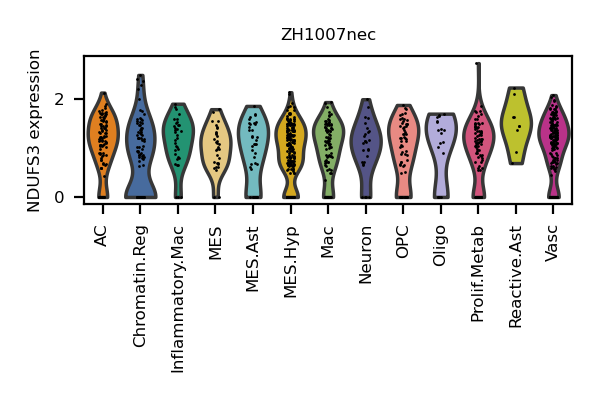 ZH1007nec
NDUFS3 expression
2
0
AC
Chromatin.Reg
Inflammatory.Mac
MES
MES.Ast
MES.Hyp
Mac
Neuron
OPC
Oligo
Prolif.Metab
Reactive.Ast
Vasc